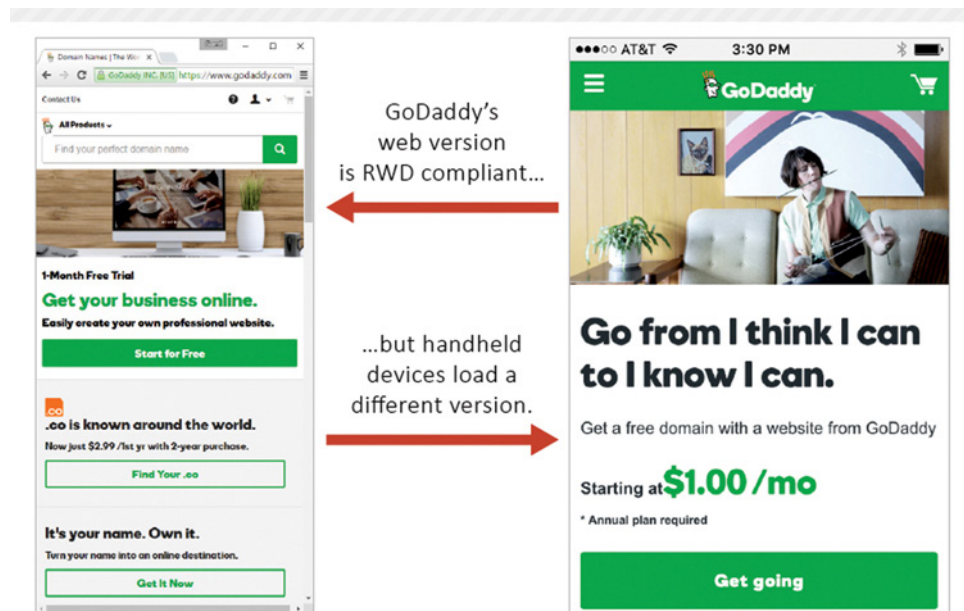 Domain Names | The Wor
GoDaddy INC. [US] https://www.godaddy.com
Contact Us
All Products
Find your perfect domain name
1-Month Free Trial
Get your business online.
Easily create your own professional website.
Start for Free
.co
.co is known around the world.
Now just $2.99 /1st yr with 2-year purchase.
Find Your .co
It's your name. Own it.
Turn your name into an online destination.
Get It Now
GoDaddy's
web version
is RWD compliant...
...but handheld
devices load a
different version.
AT&T 3:30 PM
GoDaddy
Go from I think I can
to I know I can.
Get a free domain with a website from GoDaddy
Starting at $1.00 /mo
* Annual plan required
Get going